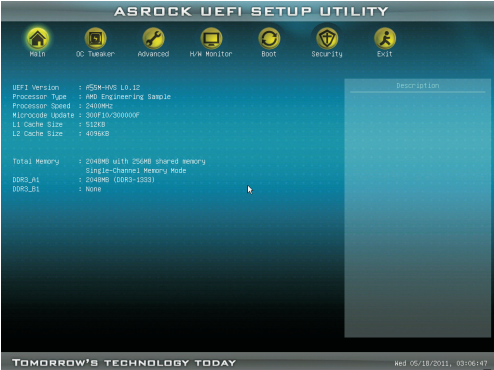 ASROCK UEFI SETUP UTILITY
Main OC Tweaker Advanced H/W Monitor Boot Security Exit
Description
UEFI Version : A55M-HVS L0.12
Processor Type : AMD Engineering Sample
Processor Speed : 2400MHz
Microcode Update : 300F10/300000F
L1 Cache Size : 512KB
L2 Cache Size : 4096KB
Total Memory : 2048MB with 256MB shared memory
Single-Channel Memory Mode
DDR3_A1 : 2048MB (DDR3-1333)
DDR3_B1 : None
TOMORROW'S TECHNOLOGY TODAY
Wed 05/18/2011, 03:06:47